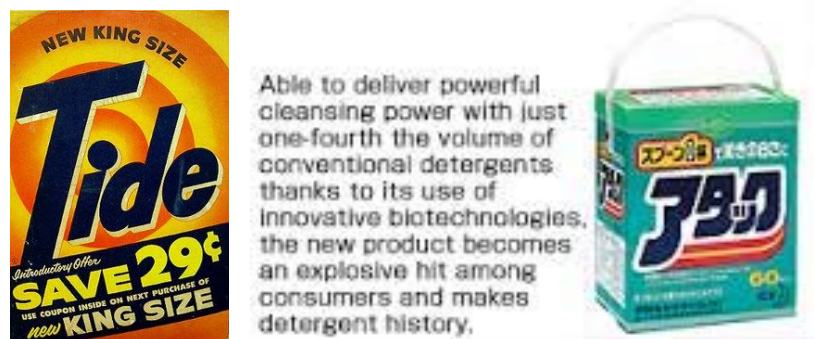 NEW KING SIZE
Tide
Introductory Offer
SAVE 29¢
USE COUPON INSIDE ON NEXT PURCHASE OF
new KING SIZE
Able to deliver powerful
cleansing power with just
one-fourth the volume of
conventional detergents
thanks to its use of
innovative biotechnologies,
the new product becomes
an explosive hit among
consumers and makes
detergent history.
スプーン1杯で驚きの白さに
アタック
60